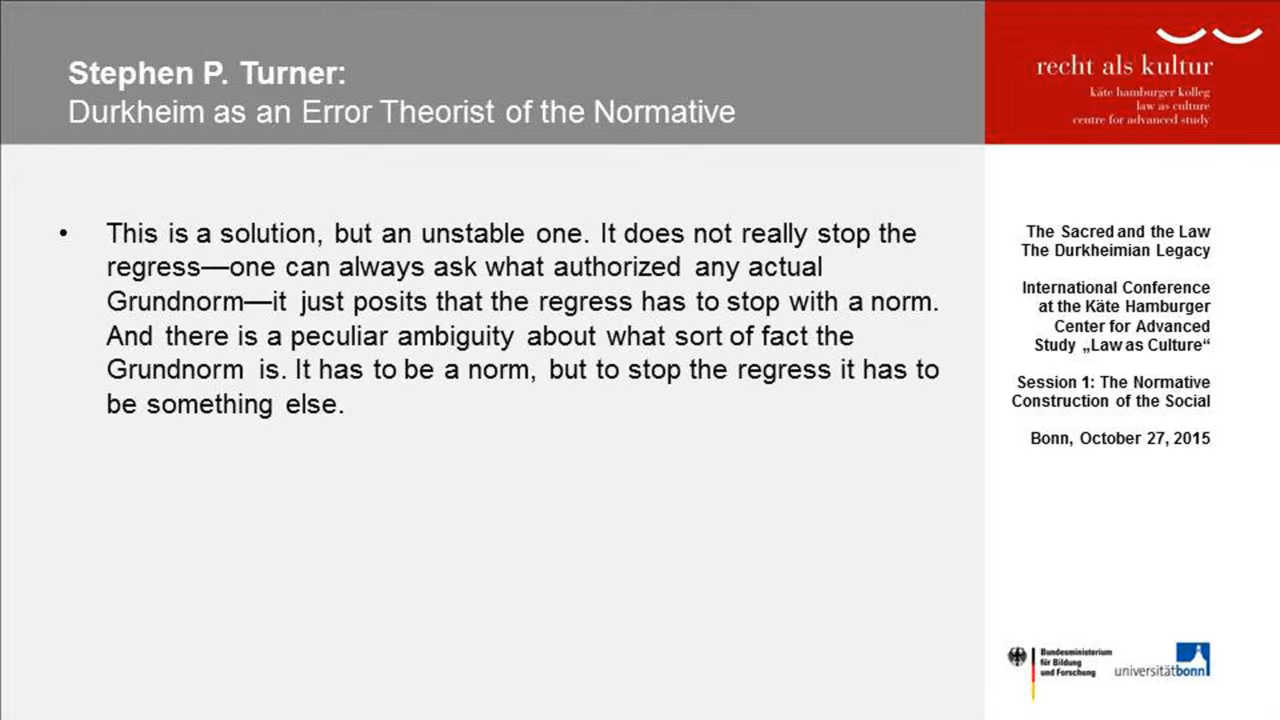 Stephen P. Turner:
Durkheim as an Error Theorist of the Normative
• This is a solution, but an unstable one. It does not really stop the
regress—one can always ask what authorized any actual
Grundnorm—it just posits that the regress has to stop with a norm.
And there is a peculiar ambiguity about what sort of fact the
Grundnorm is. It has to be a norm, but to stop the regress it has to
be something else.
recht als kultur
käte hamburger kolleg
law as culture
centre for advanced study
The Sacred and the Law
The Durkheimian Legacy
International Conference
at the Käte Hamburger
Center for Advanced
Study „Law as Culture“
Session 1: The Normative
Construction of the Social
Bonn, October 27, 2015
Bundesministerium
für Bildung
und Forschung
universitätbonn